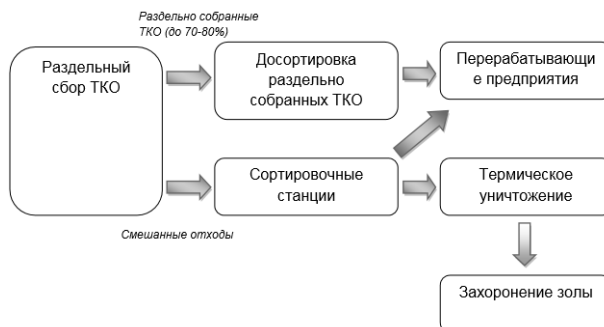 Раздельно собранные
ТКО (до 70-80%)
Раздельный
сбор ТКО
Досортировка
раздельно
собранных ТКО
Перерабатывающи
е предприятия
Сортировочные
станции
Термическое
уничтожение
Смешанные отходы
Захоронение золы